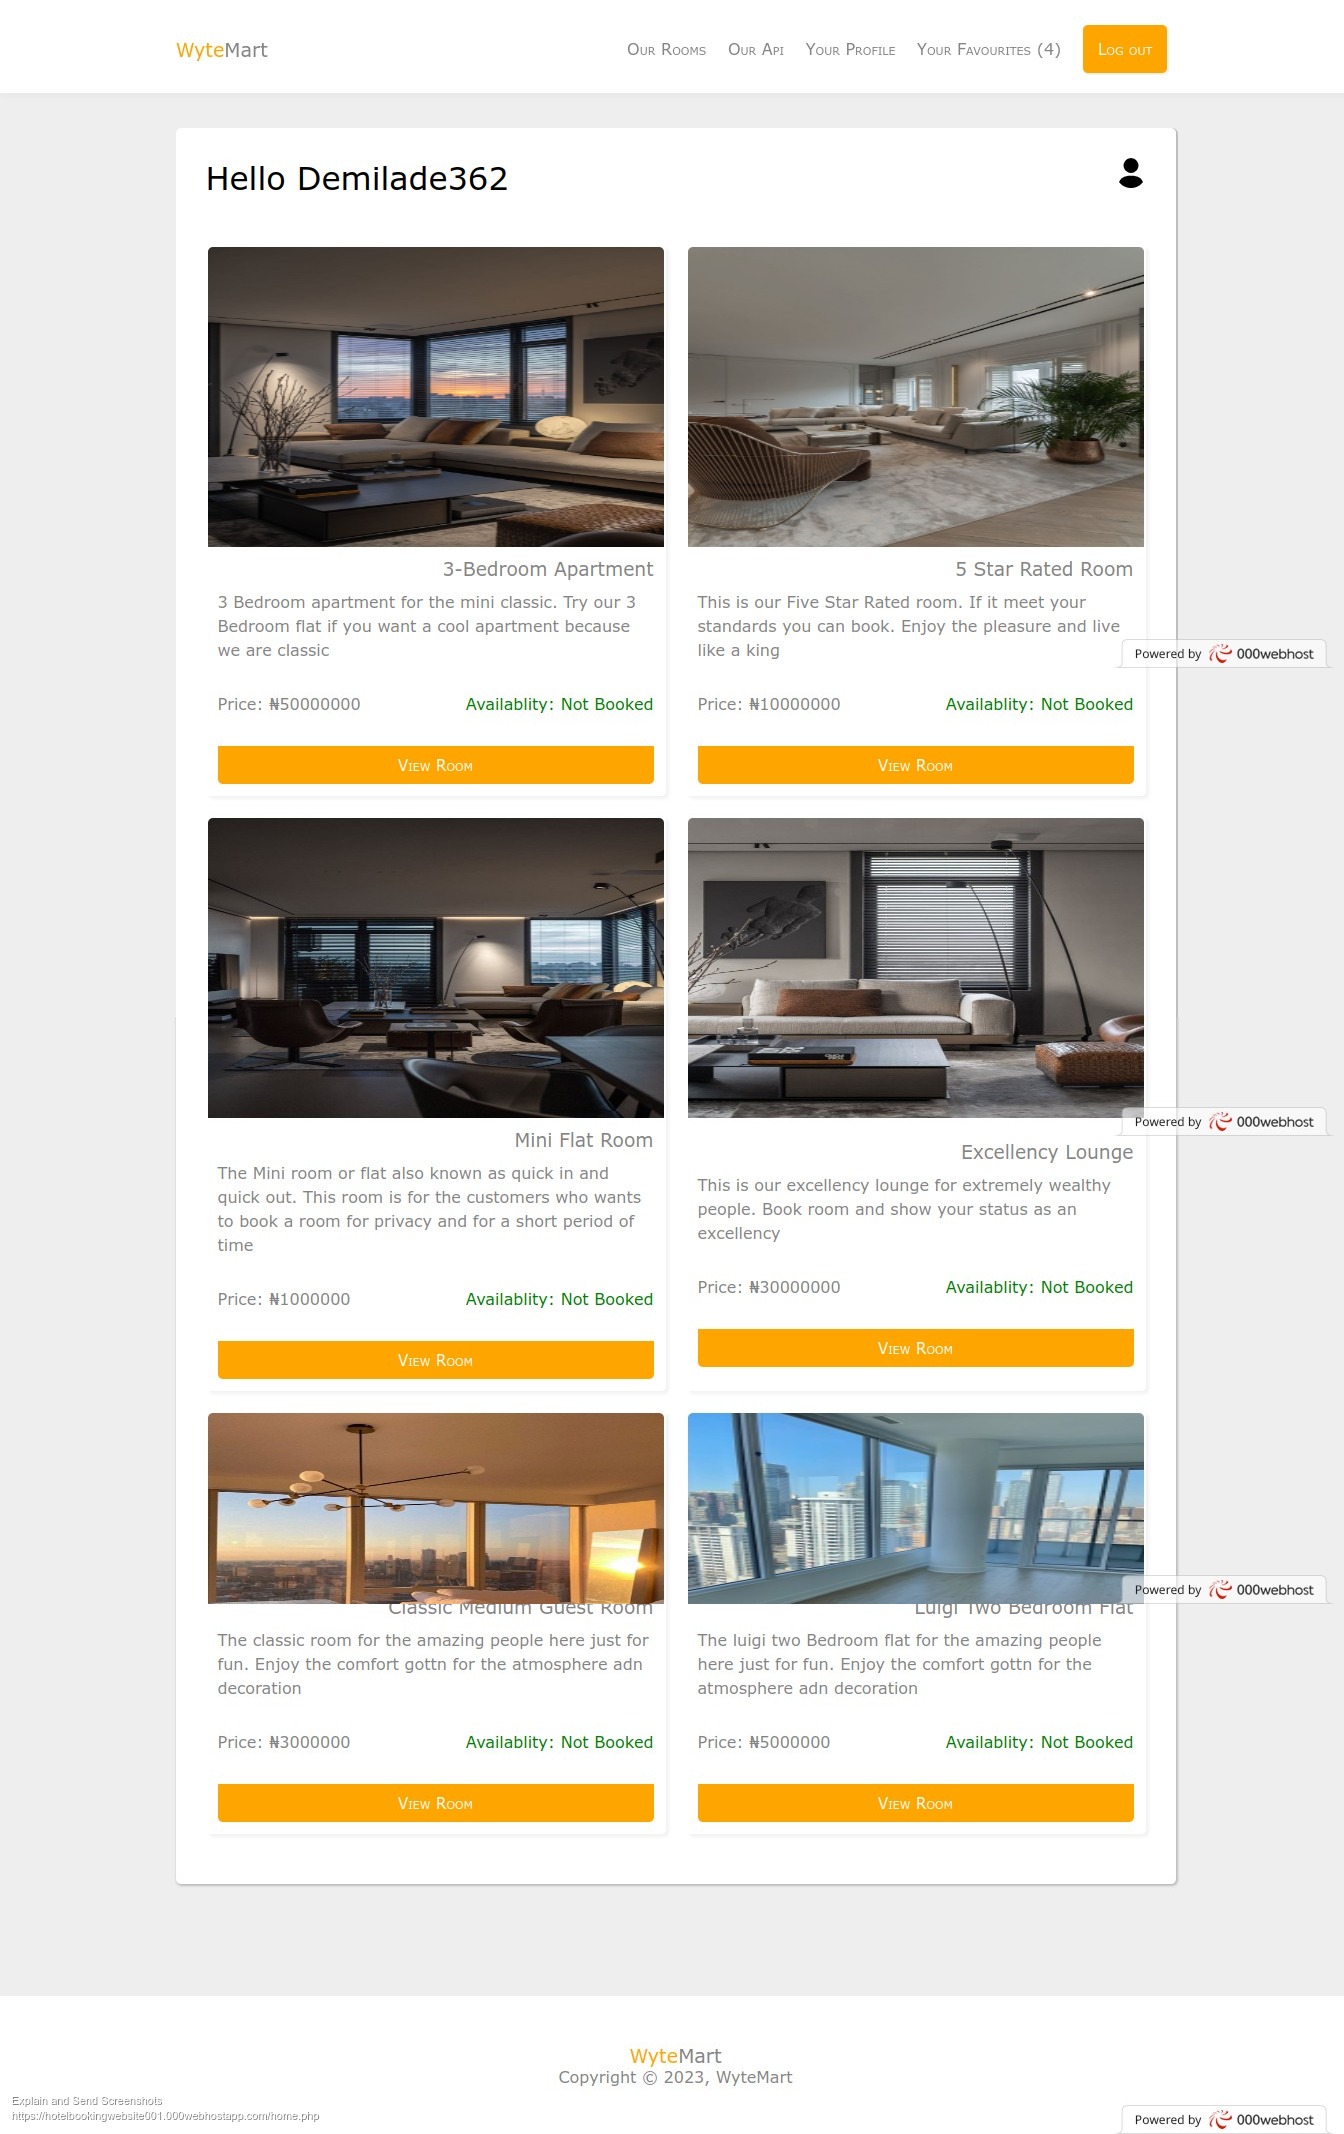 WyteMart
Our Rooms Our Api Your Profile Your Favourites (4) Log out
Hello Demilade362
3-Bedroom Apartment
3 Bedroom apartment for the mini classic. Try our 3
Bedroom flat if you want a cool apartment because
we are classic
Price: ₦50000000 Availablity: Not Booked
View Room
5 Star Rated Room
This is our Five Star Rated room. If it meet your
standards you can book. Enjoy the pleasure and live
like a king
Price: ₦10000000 Availablity: Not Booked
View Room
Powered by 000webhost
Mini Flat Room
The Mini room or flat also known as quick in and
quick out. This room is for the customers who wants
to book a room for privacy and for a short period of
time
Price: ₦1000000 Availablity: Not Booked
View Room
Powered by 000webhost
Excellency Lounge
This is our excellency lounge for extremely wealthy
people. Book room and show your status as an
excellency
Price: ₦30000000 Availablity: Not Booked
View Room
Classic Medium Guest Room
The classic room for the amazing people here just for
fun. Enjoy the comfort gottn for the atmosphere adn
decoration
Price: ₦3000000 Availablity: Not Booked
View Room
Powered by 000webhost
Luigi Two Bedroom Flat
The luigi two Bedroom flat for the amazing people
here just for fun. Enjoy the comfort gottn for the
atmosphere adn decoration
Price: ₦5000000 Availablity: Not Booked
View Room
WyteMart
Copyright © 2023, WyteMart
Explain and Send Screenshots
https://hotelbookingwebsite001.000webhostapp.com/home.php
Powered by 000webhost